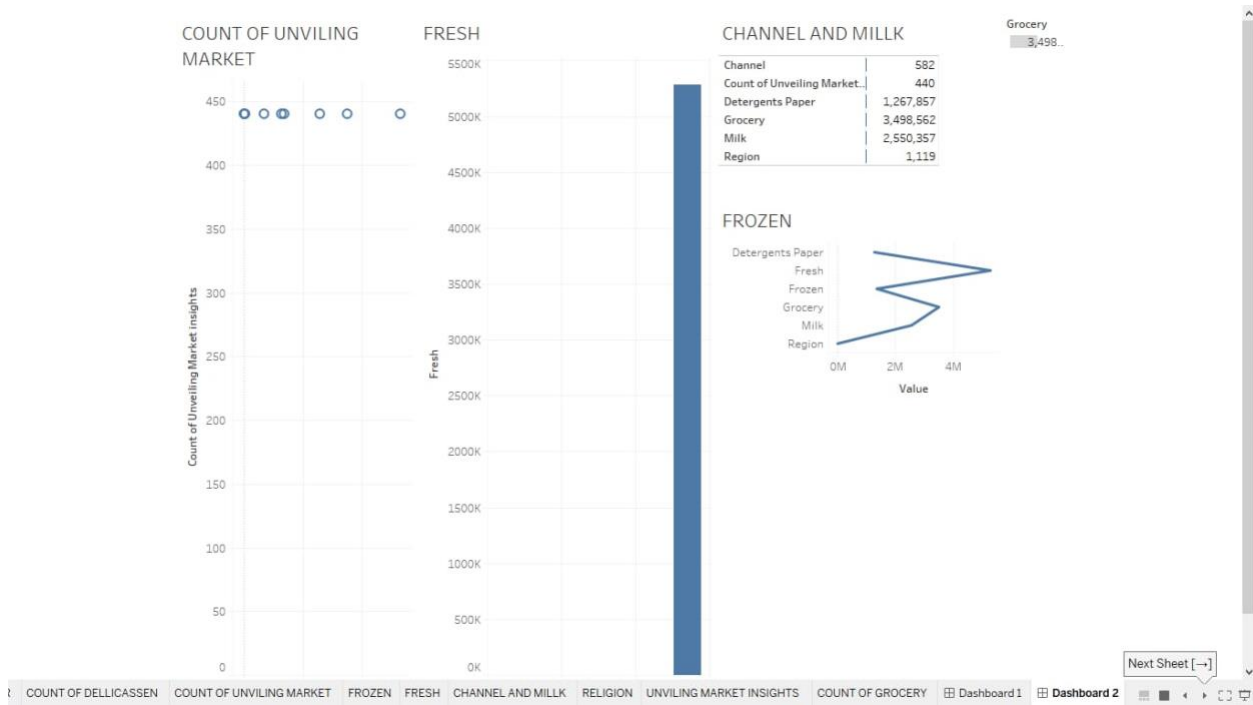 COUNT OF UNVILING
MARKET
450
400
350
300
250
200
150
100
50
0
Count of Unveiling Market insights
FRESH
5500K
5000K
4500K
4000K
3500K
3000K
2500K
2000K
1500K
1000K
500K
0K
Fresh
CHANNEL AND MILLK
Channel 582
Count of Unveiling Market.. 440
Detergents Paper 1,267,857
Grocery 3,498,562
Milk 2,550,357
Region 1,119
Grocery
3,498..
FROZEN
Detergents Paper
Fresh
Frozen
Grocery
Milk
Region
0M 2M 4M
Value
Next Sheet [→]
COUNT OF DELLICASSEN COUNT OF UNVILING MARKET FROZEN FRESH CHANNEL AND MILLK RELIGION UNVILING MARKET INSIGHTS COUNT OF GROCERY Dashboard 1 Dashboard 2